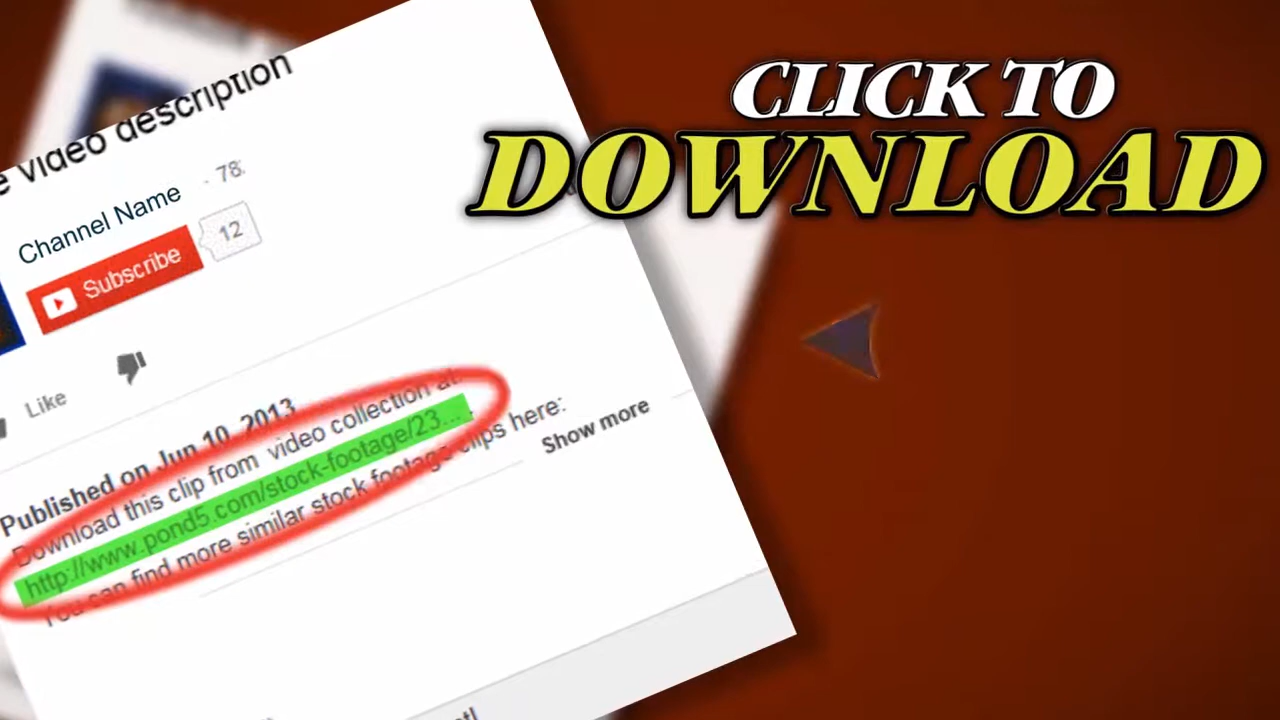 CLICK TO
DOWNLOAD
video description
Channel Name
78
Subscribe
12
Like
Published on Jun 10, 2013
Download this clip from video collection at
http://www.pond5.com/stock-footage/23...
You can find more similar stock footage clips here:
Show more